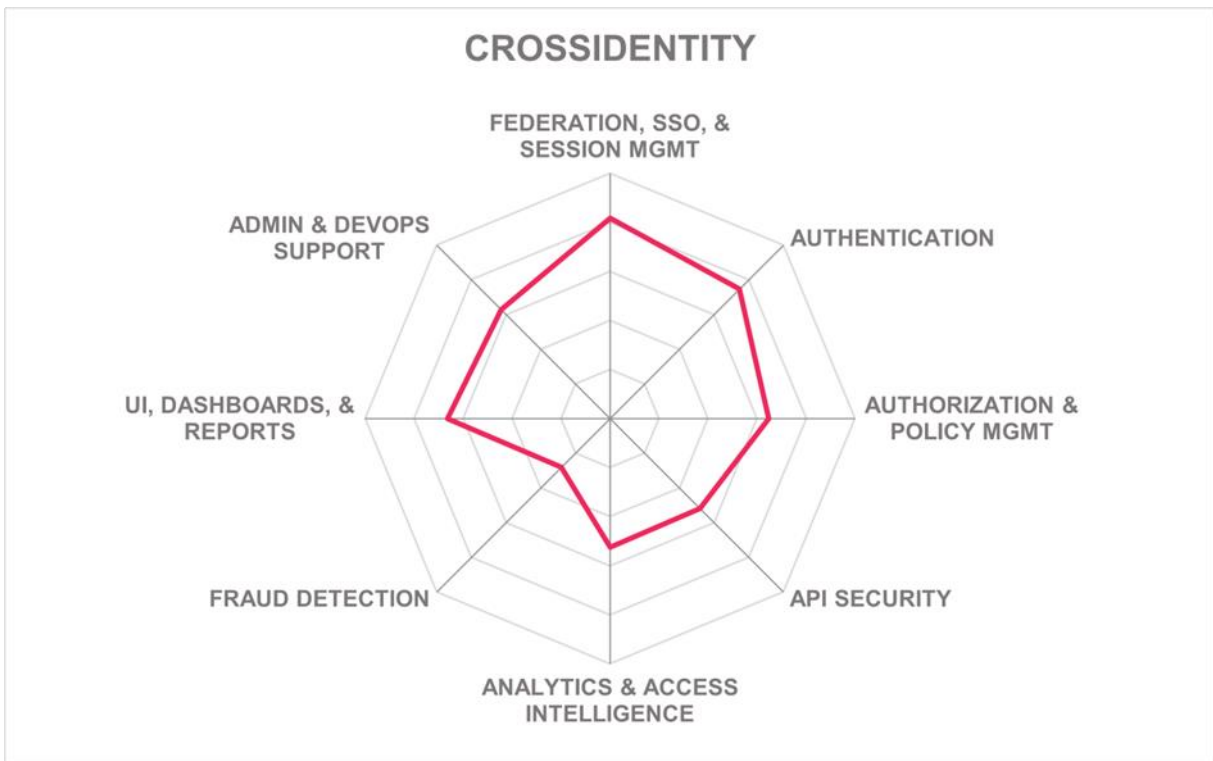 CROSSIDENTITY
FEDERATION, SSO, &
SESSION MGMT
ADMIN & DEVOPS
SUPPORT
AUTHENTICATION
UI, DASHBOARDS, &
REPORTS
AUTHORIZATION &
POLICY MGMT
FRAUD DETECTION
API SECURITY
ANALYTICS & ACCESS
INTELLIGENCE